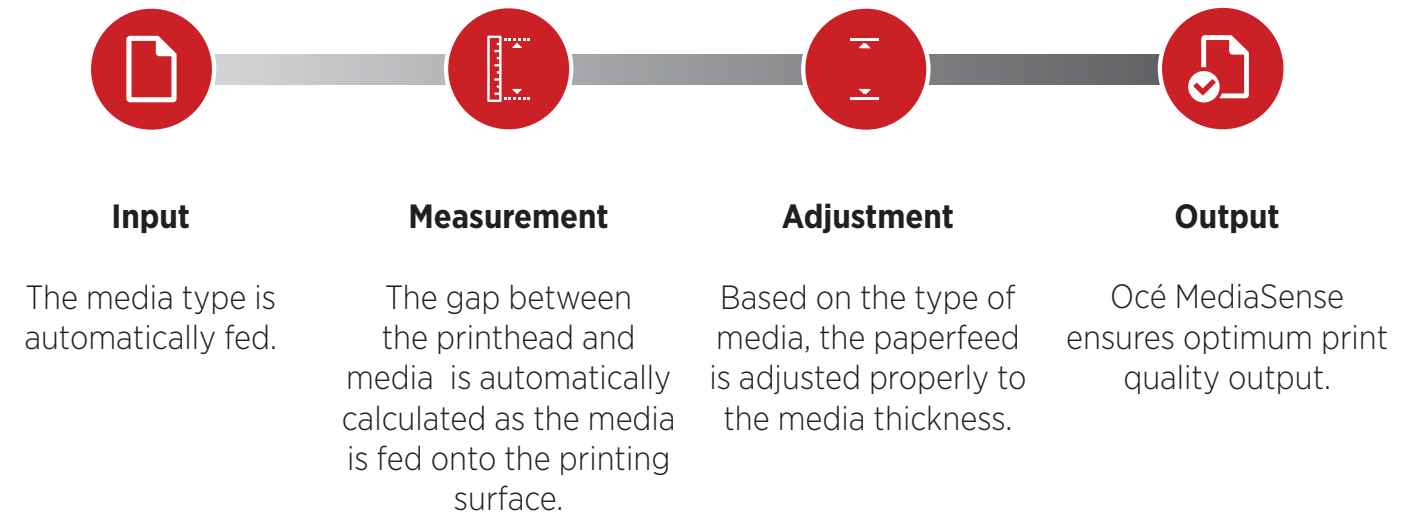 Input
The media type is
automatically fed.
Measurement
The gap between
the printhead and
media  is automatically
calculated as the media
is fed onto the printing
surface.
Adjustment
Based on the type of
media, the paperfeed
is adjusted properly to
the media thickness.
Output
Océ MediaSense
ensures optimum print
quality output.